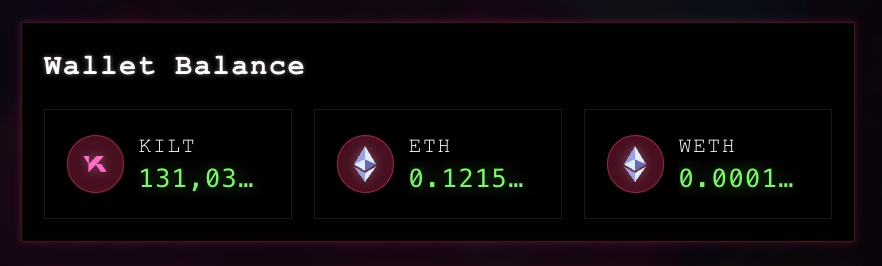 Wallet Balance
KILT
131,03…
ETH
0.1215…
WETH
0.0001…